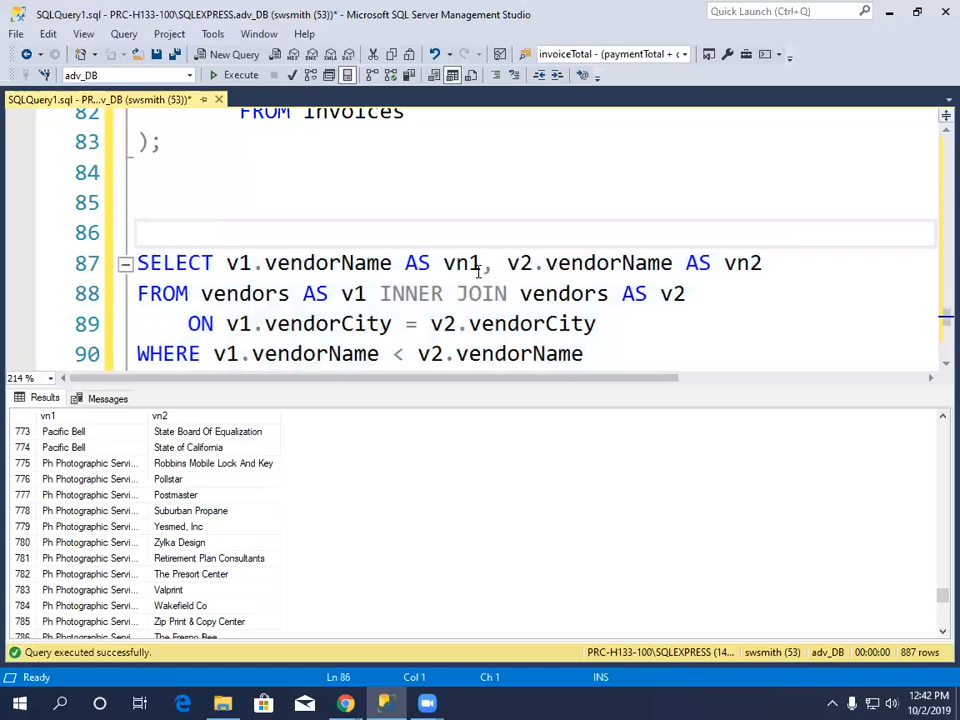 SQLQuery1.sql - PRC-H133-100\SQLEXPRESS.adv_DB (swsmith (53))* - Microsoft SQL Server Management Studio
Quick Launch (Ctrl+Q)
File Edit View Query Project Tools Window Help
New Query
invoiceTotal - (paymentTotal + c
adv_DB
Execute
SQLQuery1.sql - PR...v_DB (swsmith (53))*
82 FROM invoices
83 );
84
85
86
87 SELECT v1.vendorName AS vn1, v2.vendorName AS vn2
88 FROM vendors AS v1 INNER JOIN vendors AS v2
89 ON v1.vendorCity = v2.vendorCity
90 WHERE v1.vendorName < v2.vendorName
214 %
Results Messages
vn1 vn2
773 Pacific Bell State Board Of Equalization
774 Pacific Bell State of California
775 Ph Photographic Servi... Robbins Mobile Lock And Key
776 Ph Photographic Servi... Pollstar
777 Ph Photographic Servi... Postmaster
778 Ph Photographic Servi... Suburban Propane
779 Ph Photographic Servi... Yesmed, Inc
780 Ph Photographic Servi... Zylka Design
781 Ph Photographic Servi... Retirement Plan Consultants
782 Ph Photographic Servi... The Presort Center
783 Ph Photographic Servi... Valprint
784 Ph Photographic Servi... Wakefield Co
785 Ph Photographic Servi... Zip Print & Copy Center
786 Ph Photographic Servi... The Fresno Bee
Query executed successfully. PRC-H133-100\SQLEXPRESS (14... swsmith (53) adv_DB 00:00:00 887 rows
Ready Ln 86 Col 1 Ch 1 INS
12:42 PM
10/2/2019